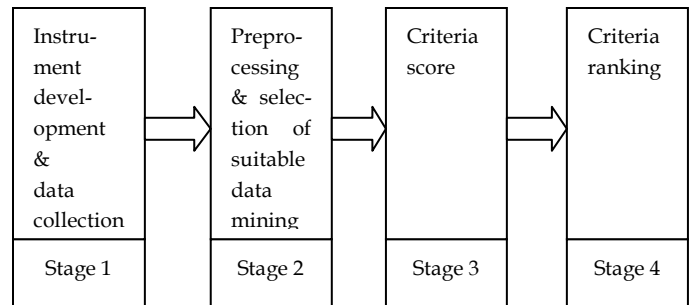 Instru-
ment
devel-
opment
&
data
collection
Stage 1
Prepro-
cessing
& selec-
tion of
suitable
data
mining
Stage 2
Criteria
score
Stage 3
Criteria
ranking
Stage 4